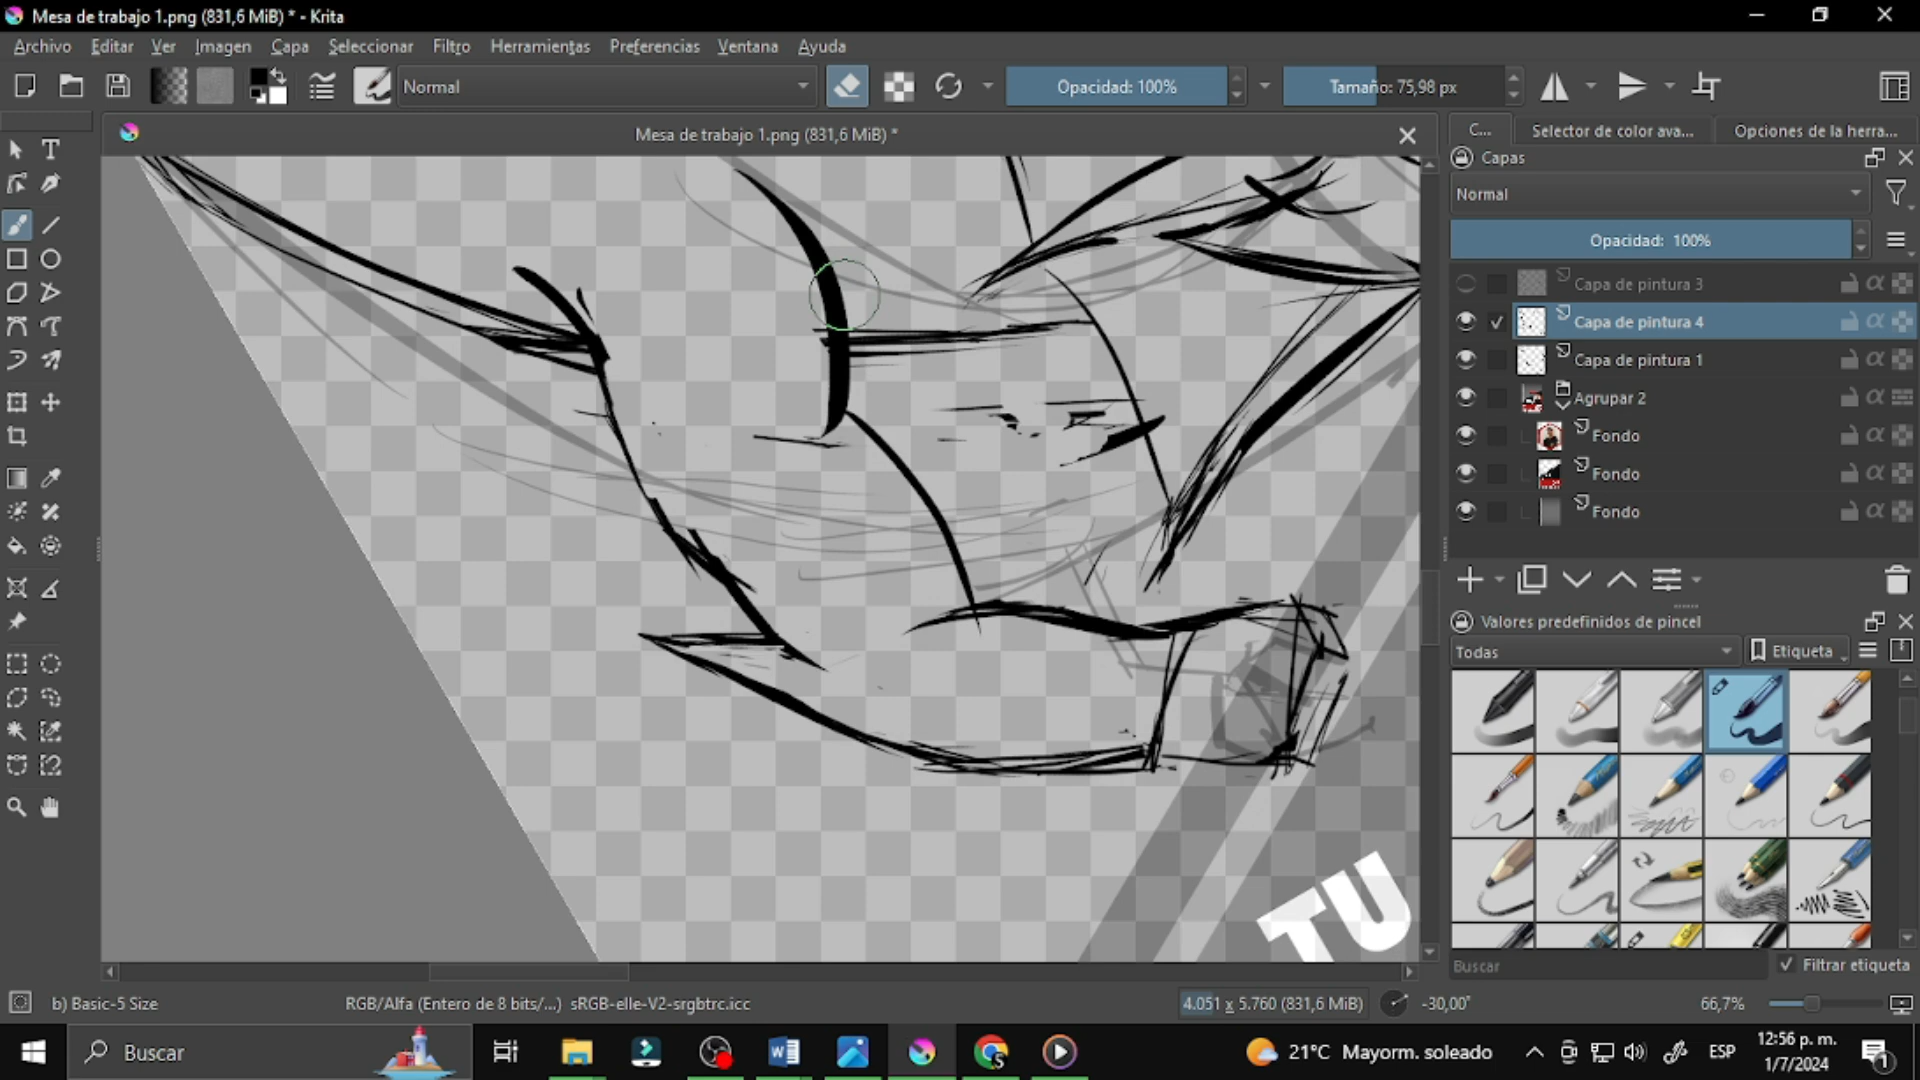 Mesa de trabajo 1.png (831,6 MiB) * - Krita
Archivo Editar Ver Imagen Capa Seleccionar Filtro Herramientas Preferencias Ventana Ayuda
Normal
Opacidad: 100%
Tamaño: 75,98 px
Mesa de trabajo 1.png (831,6 MiB) *
C... Selector de color ava... Opciones de la herra...
Capas
Normal
Opacidad: 100%
Capa de pintura 3
Capa de pintura 4
Capa de pintura 1
Agrupar 2
Fondo
Fondo
Fondo
Valores predefinidos de pincel
Todas
Etiqueta
TU
Buscar
Filtrar etiqueta
b) Basic-5 Size
RGB/Alfa (Entero de 8 bits/...) sRGB-elle-V2-srgbtrc.icc
4.051 x 5.760 (831,6 MiB)
-30,00°
66,7%
Buscar
21°C Mayorm. soleado
ESP
12:56 p. m.
1/7/2024
1